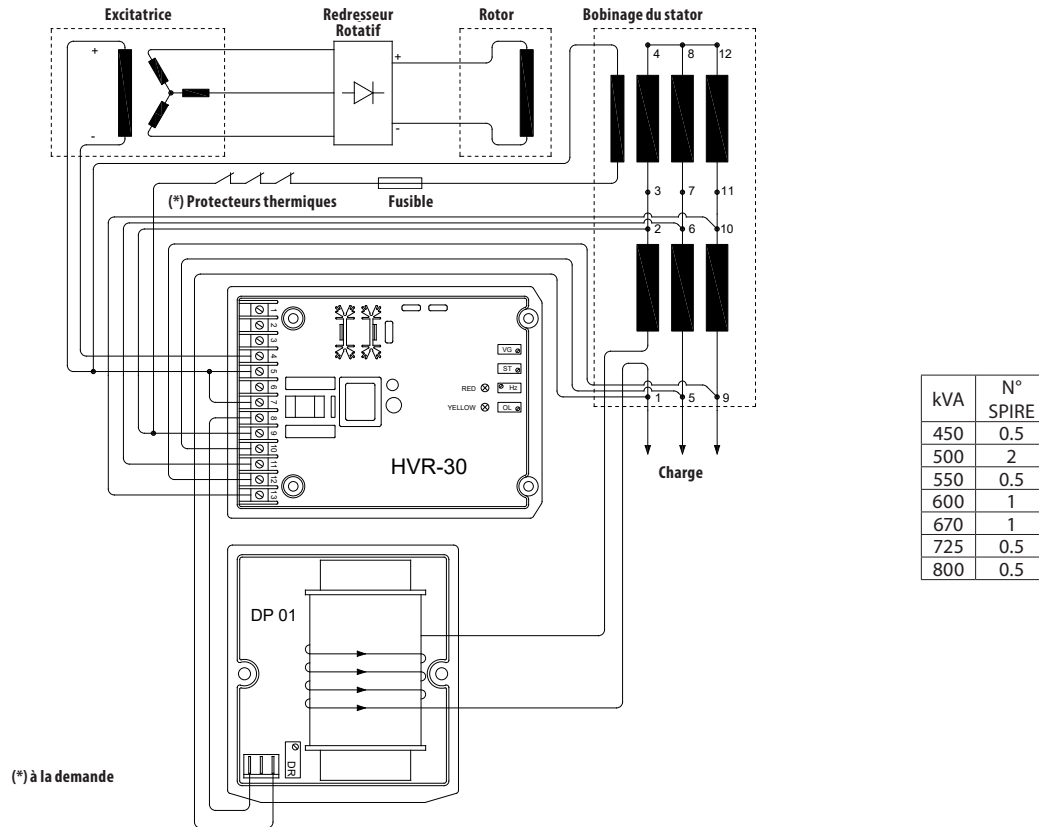 Excitatrice
Redresseur
Rotatif
Rotor
Bobinage du stator
+
-
+
-
4 8 12
3 7 11
2 6 10
(*) Protecteurs thermiques
Fusible
1
2
3
4
5
6
7
8
9
10
11
12
13
VG
ST
RED Hz
YELLOW OL
HVR-30
1 5 9
Charge
DP 01
DR
(*) à la demande
kVA N° SPIRE
450 0.5
500 2
550 0.5
600 1
670 1
725 0.5
800 0.5